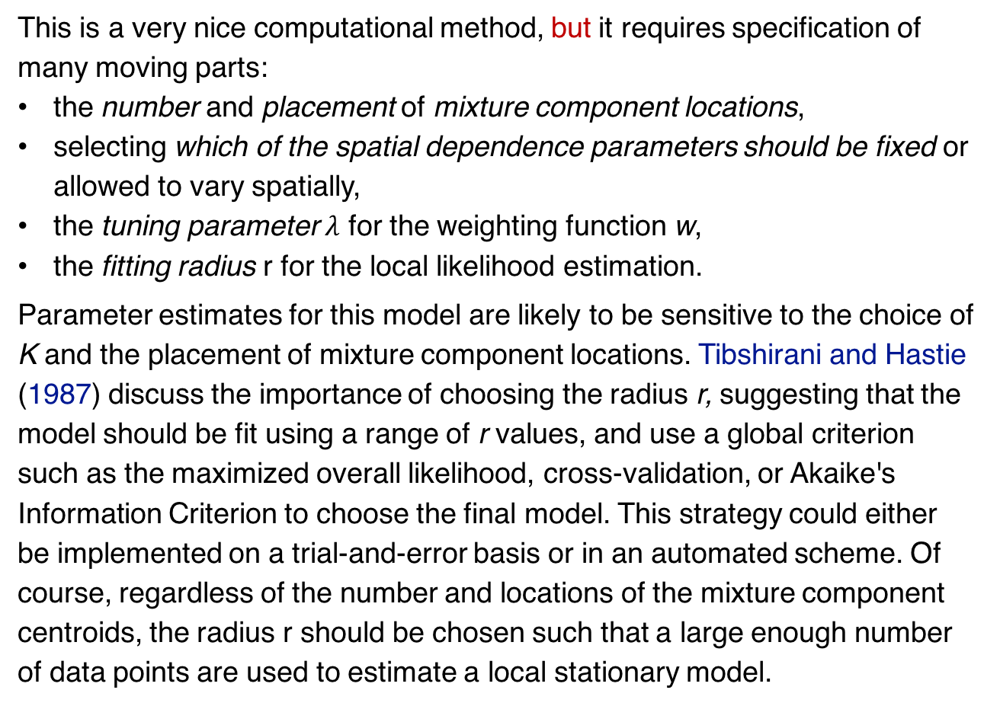 This is a very nice computational method, but it requires specification of
many moving parts:
• the number and placement of mixture component locations,
• selecting which of the spatial dependence parameters should be fixed or
allowed to vary spatially,
• the tuning parameter λ for the weighting function w,
• the fitting radius r for the local likelihood estimation.
Parameter estimates for this model are likely to be sensitive to the choice of
K and the placement of mixture component locations. Tibshirani and Hastie
(1987) discuss the importance of choosing the radius r, suggesting that the
model should be fit using a range of r values, and use a global criterion
such as the maximized overall likelihood, cross-validation, or Akaike's
Information Criterion to choose the final model. This strategy could either
be implemented on a trial-and-error basis or in an automated scheme. Of
course, regardless of the number and locations of the mixture component
centroids, the radius r should be chosen such that a large enough number
of data points are used to estimate a local stationary model.